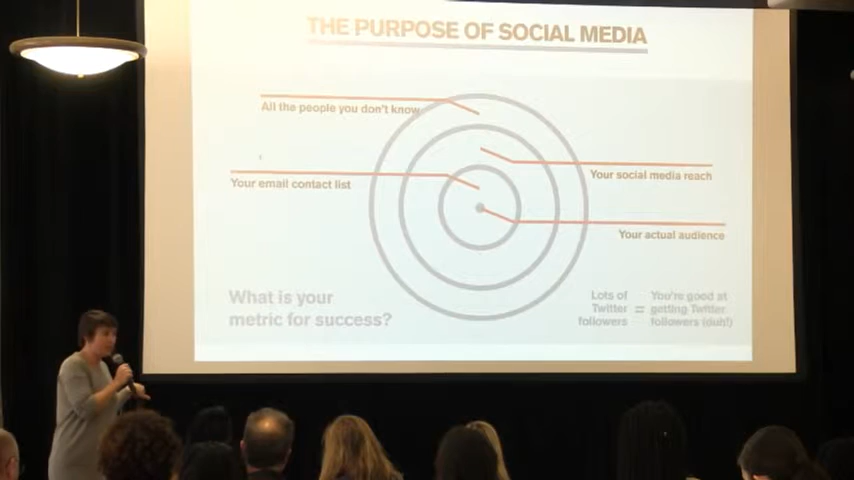 THE PURPOSE OF SOCIAL MEDIA
All the people you don't know
Your social media reach
Your email contact list
Your actual audience
What is your
metric for success?
Lots of
Twitter
followers
=
You're good at
getting Twitter
followers (duh!)